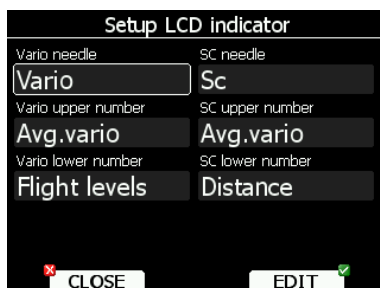 Setup LCD indicator
Vario needle SC needle
Vario Sc
Vario upper number SC upper number
Avg.vario Avg.vario
Vario lower number SC lower number
Flight levels Distance
CLOSE EDIT